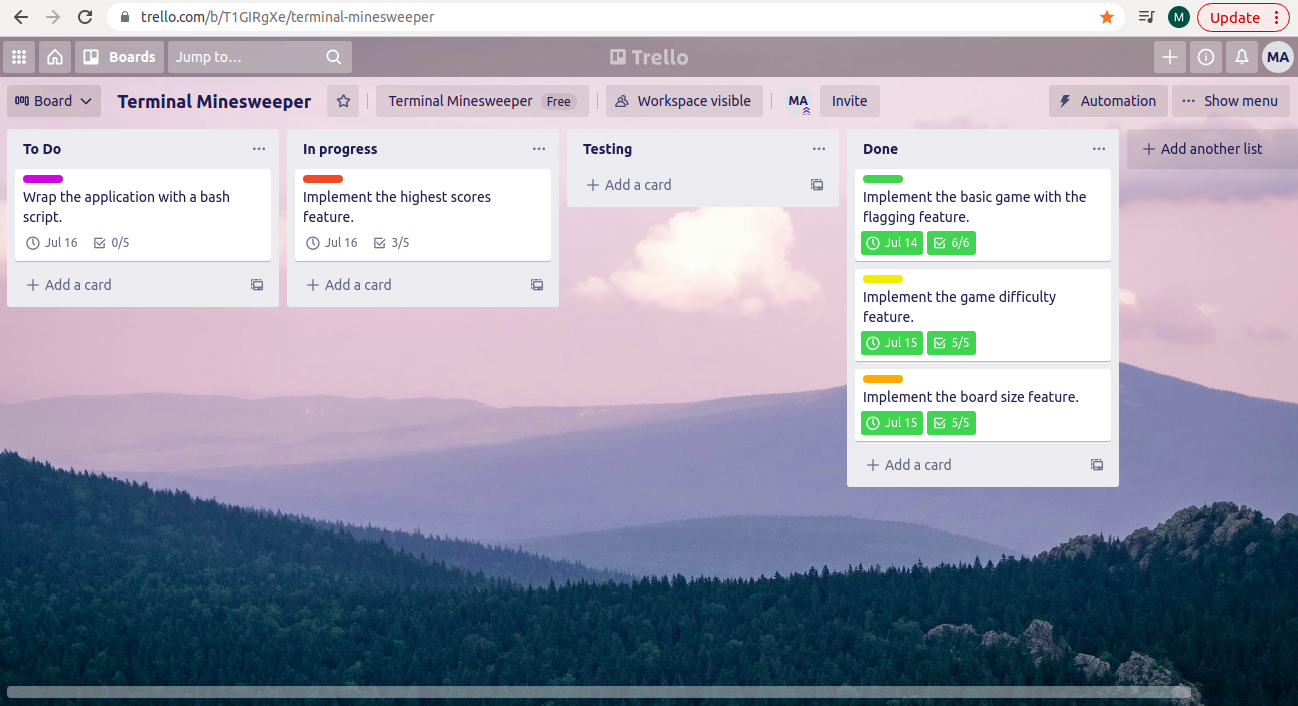 trello.com/b/T1GIRgXe/terminal-minesweeper
M
Update
Boards
Jump to...
Trello
MA
Board
Terminal Minesweeper
Terminal Minesweeper Free
Workspace visible
MA
Invite
Automation
Show menu
To Do
Wrap the application with a bash
script.
Jul 16 0/5
+ Add a card
In progress
Implement the highest scores
feature.
Jul 16 3/5
+ Add a card
Testing
+ Add a card
Done
Implement the basic game with the
flagging feature.
Jul 14 6/6
Implement the game difficulty
feature.
Jul 15 5/5
Implement the board size feature.
Jul 15 5/5
+ Add a card
+ Add another list